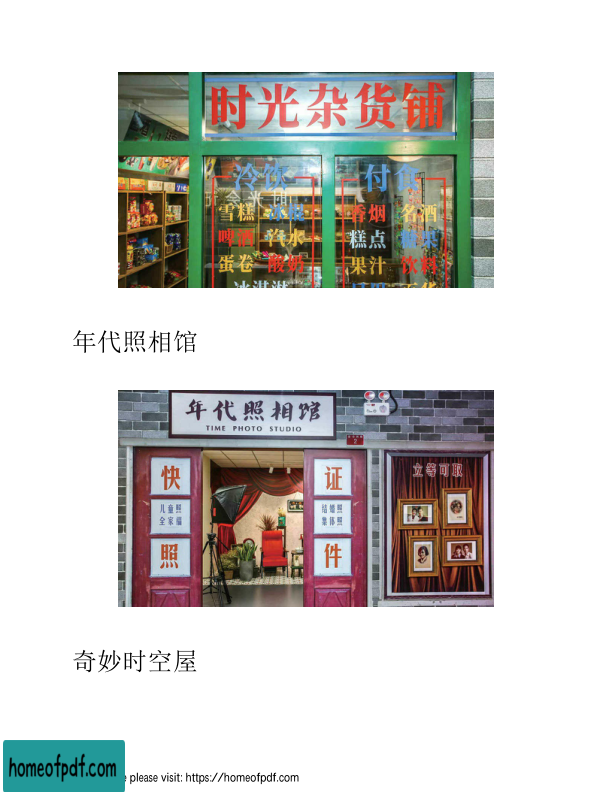 时光杂货铺
冷饮 付食
雪糕 冰棍 香烟 名酒
啤酒 汽水 糕点 糖果
蛋卷 酸奶 果汁 饮料
冰淇淋
年代照相馆
年代照相馆
TIME PHOTO STUDIO
立等可取
快 证
儿童照 结婚照
全家福 集体照
照 件
奇妙时空屋
homeofpdf.com
e please visit: https://homeofpdf.com